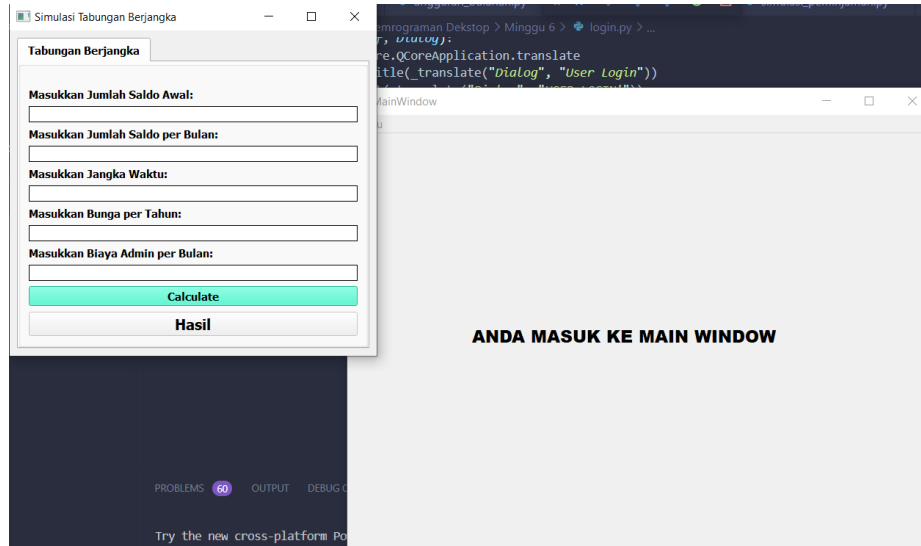 Simulasi Tabungan Berjangka
Tabungan Berjangka
Masukkan Jumlah Saldo Awal:
Masukkan Jumlah Saldo per Bulan:
Masukkan Jangka Waktu:
Masukkan Bunga per Tahun:
Masukkan Biaya Admin per Bulan:
Calculate
Hasil
emrograman Dekstop > Minggu 6 > login.py > ...
re.QCoreApplication.translate
itle(_translate("Dialog", "User Login"))
MainWindow
u
ANDA MASUK KE MAIN WINDOW
PROBLEMS 60 OUTPUT DEBUG
Try the new cross-platform Po